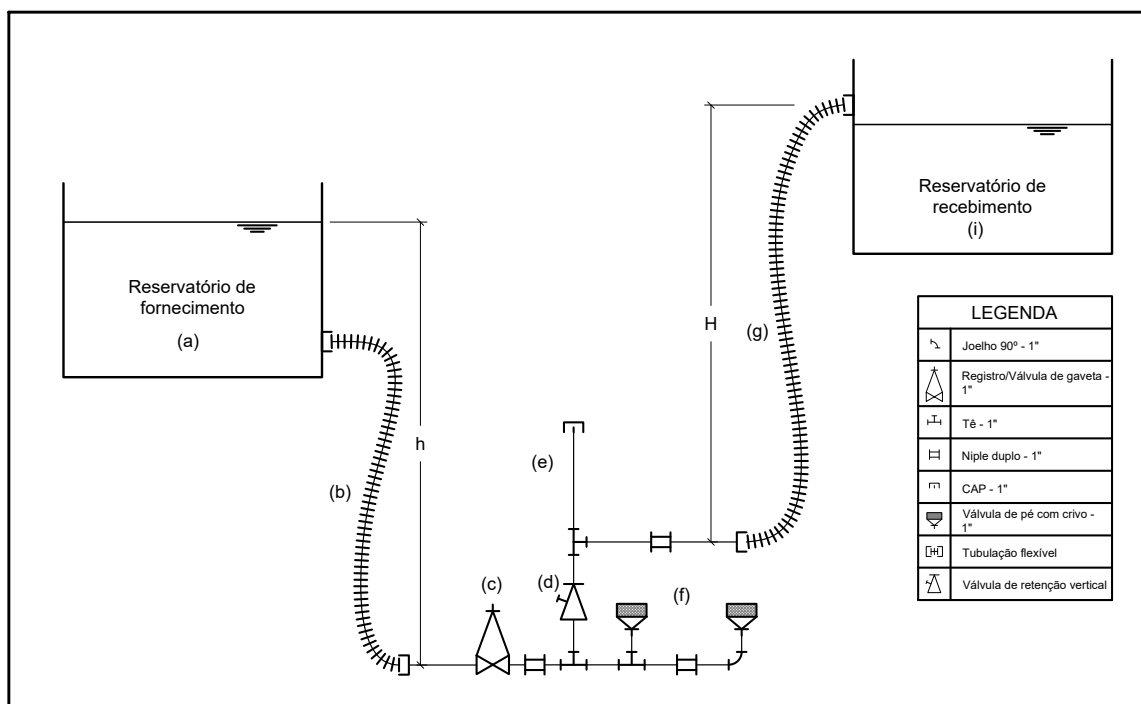 Reservatório de
fornecimento
(a)
h
(b)
(c)
(d)
(e)
(f)
H
(g)
Reservatório de
recebimento
(i)
LEGENDA
Joelho 90º - 1"
Registro/Válvula de gaveta -
1"
Tê - 1"
Niple duplo - 1"
CAP - 1"
Válvula de pé com crivo -
1"
Tubulação flexível
Válvula de retenção vertical